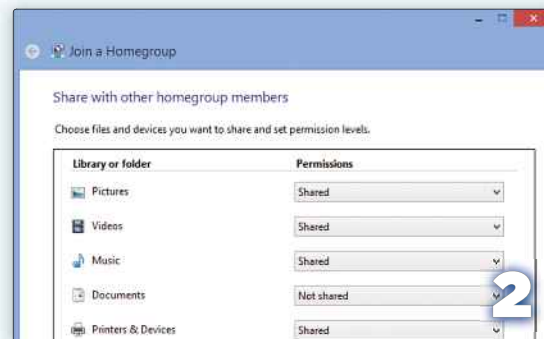 Join a Homegroup
Share with other homegroup members
Choose files and devices you want to share and set permission levels.
Library or folder Permissions
Pictures Shared
Videos Shared
Music Shared
Documents Not shared
Printers & Devices Shared
2